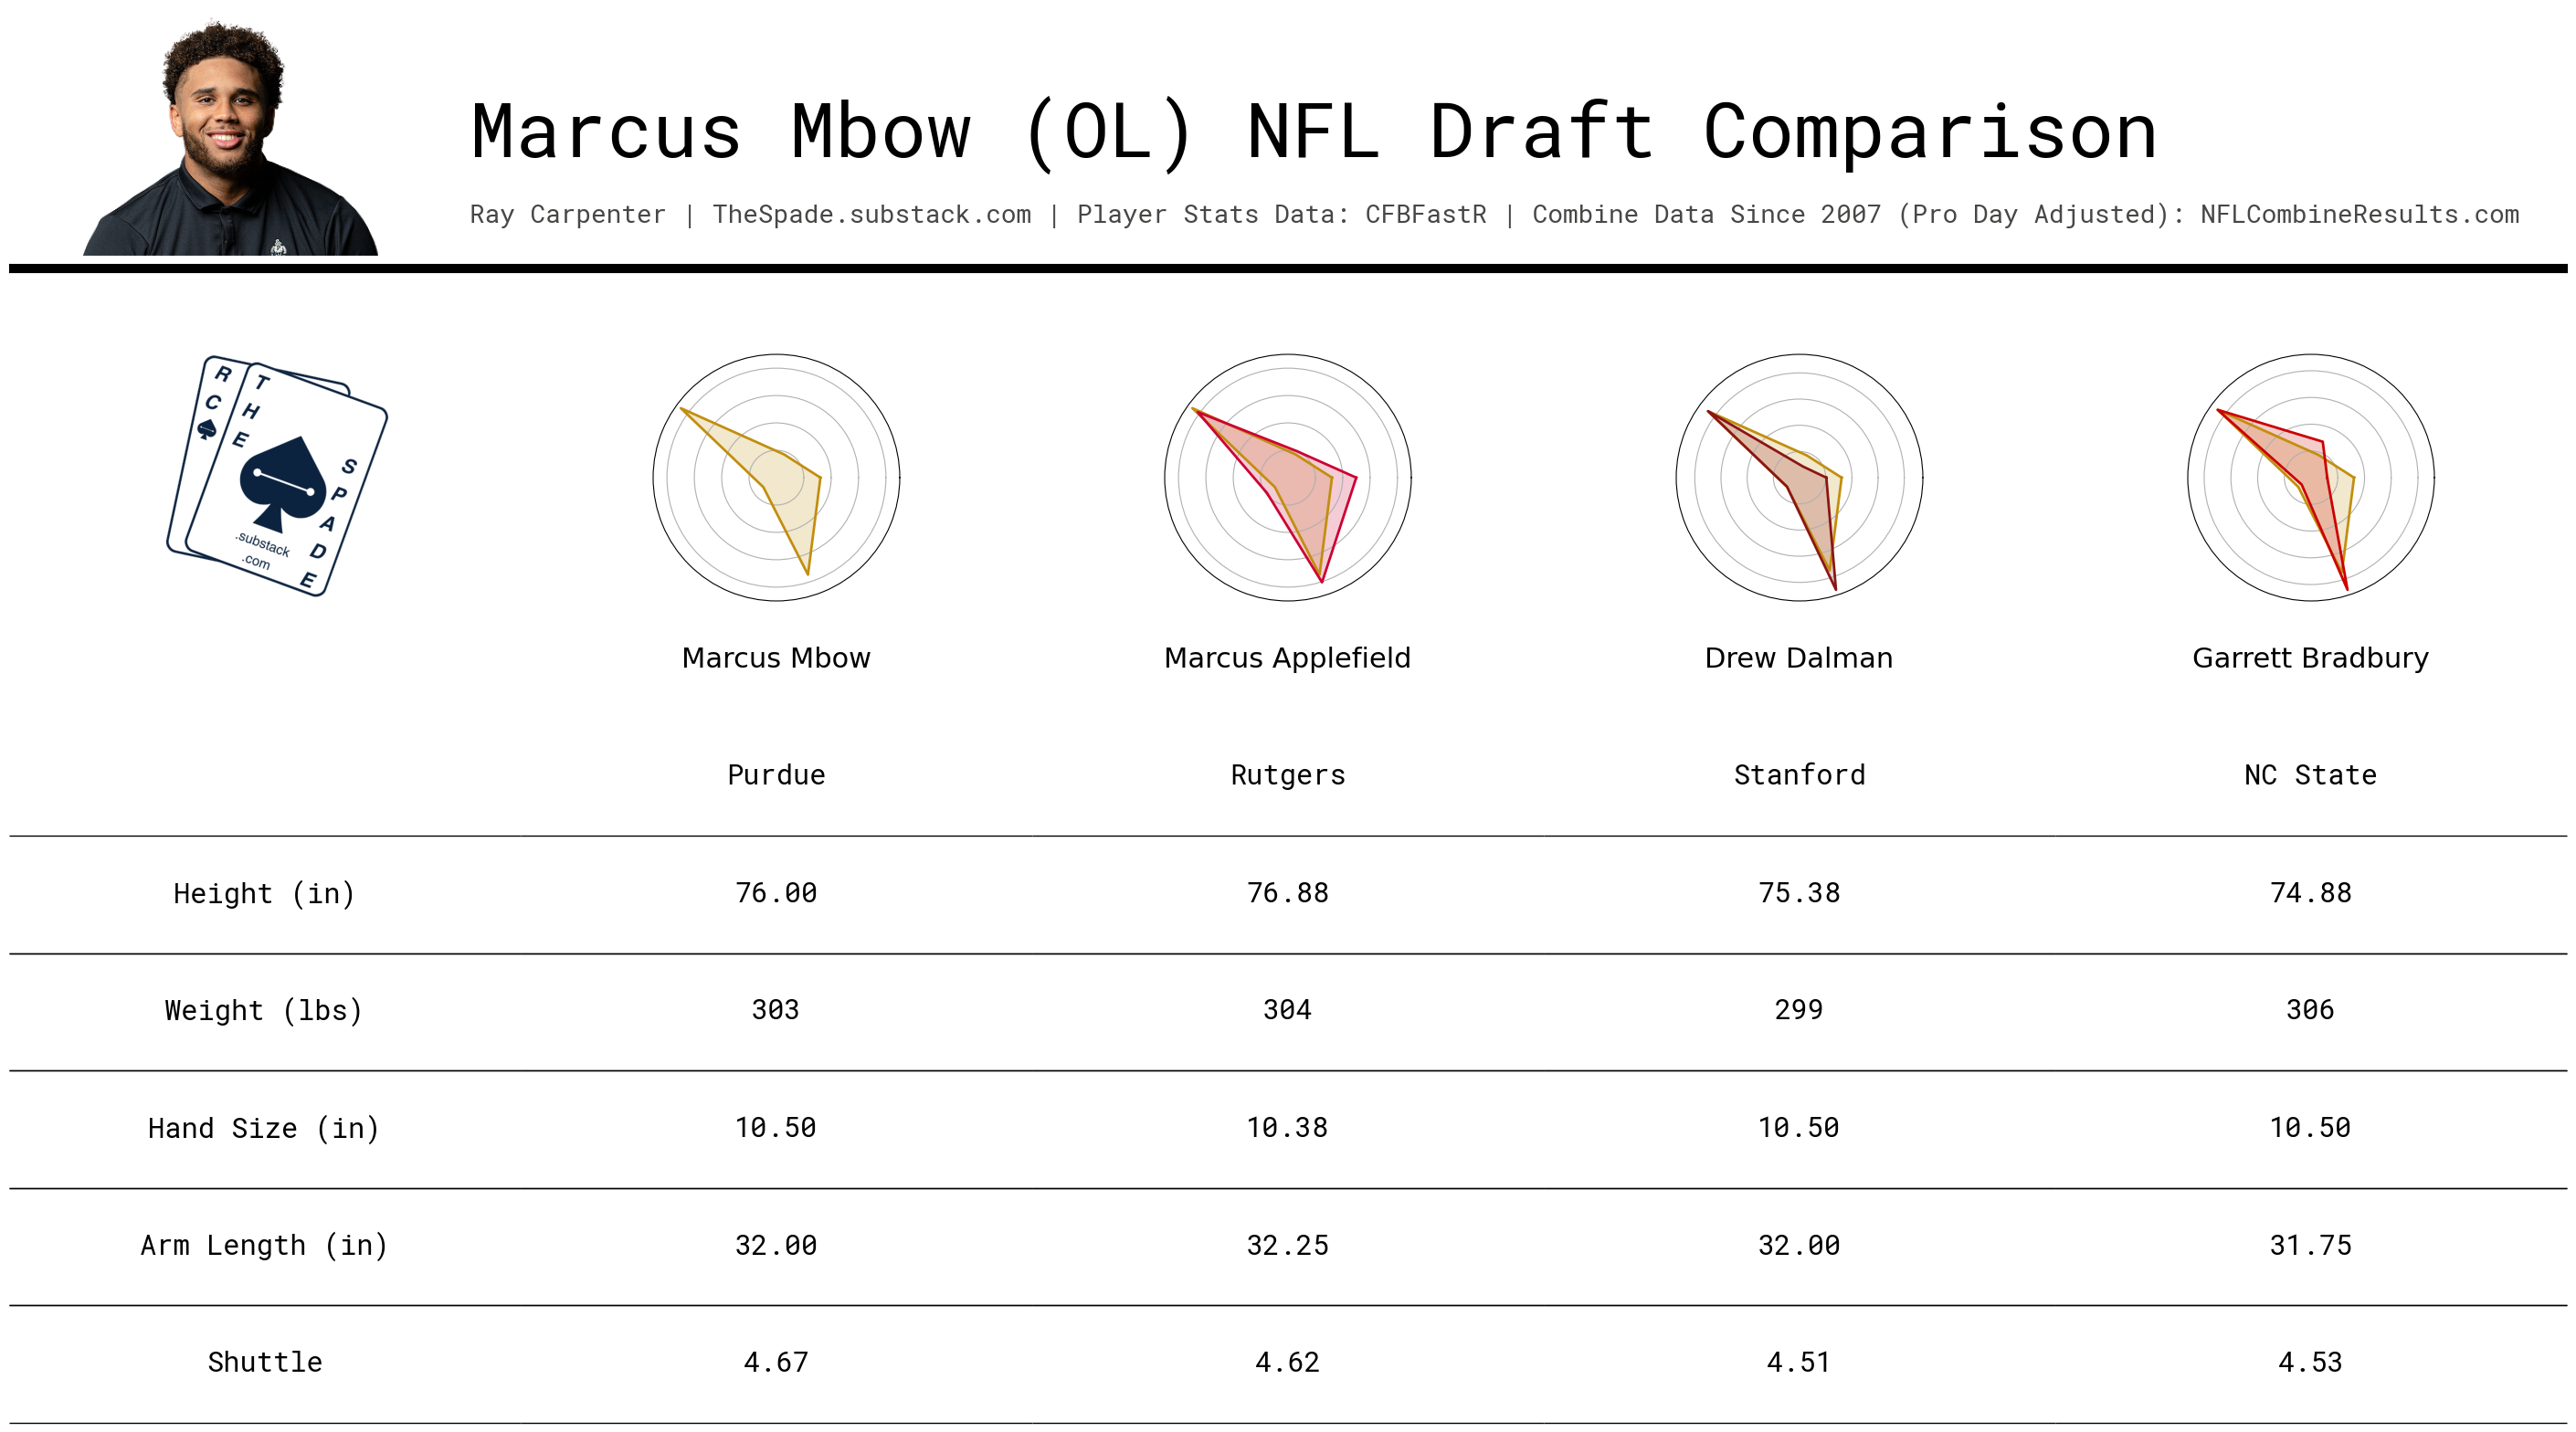 Marcus Mbow (OL) NFL Draft Comparison
Ray Carpenter | TheSpade.substack.com | Player Stats Data: CFBFastR | Combine Data Since 2007 (Pro Day Adjusted): NFLCombineResults.com
RC
THE
SPADE
.substack
.com
Marcus Mbow Marcus Applefield Drew Dalman Garrett Bradbury
Purdue Rutgers Stanford NC State
Height (in) 76.00 76.88 75.38 74.88
Weight (lbs) 303 304 299 306
Hand Size (in) 10.50 10.38 10.50 10.50
Arm Length (in) 32.00 32.25 32.00 31.75
Shuttle 4.67 4.62 4.51 4.53